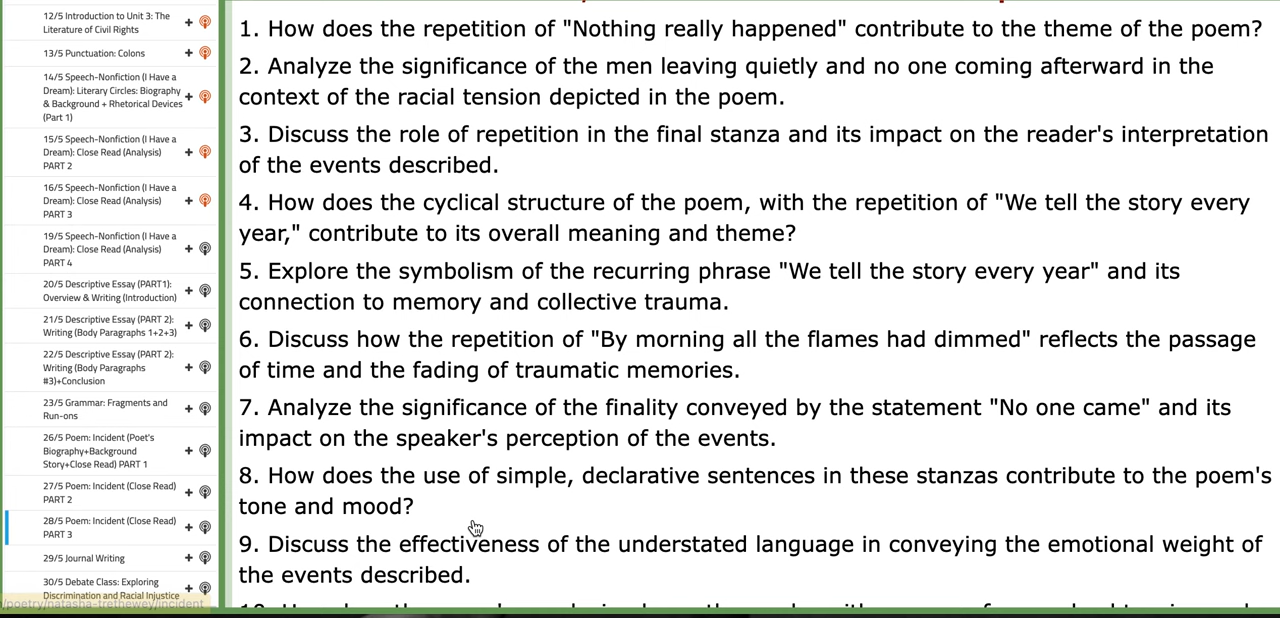 12/5 Introduction to Unit 3: The
Literature of Civil Rights
13/5 Punctuation: Colons
14/5 Speech-Nonfiction (I Have a
Dream): Literary Circles: Biography
& Background + Rhetorical Devices
(Part 1)
15/5 Speech-Nonfiction (I Have a
Dream): Close Read (Analysis)
PART 2
16/5 Speech-Nonfiction (I Have a
Dream): Close Read (Analysis)
PART 3
19/5 Speech-Nonfiction (I Have a
Dream): Close Read (Analysis)
PART 4
20/5 Descriptive Essay (PART1):
Overview & Writing (Introduction)
21/5 Descriptive Essay (PART 2):
Writing (Body Paragraphs 1+2+3)
22/5 Descriptive Essay (PART 2):
Writing (Body Paragraphs
#3)+Conclusion
23/5 Grammar: Fragments and
Run-ons
26/5 Poem: Incident (Poet's
Biography+Background
Story+Close Read) PART 1
27/5 Poem: Incident (Close Read)
PART 2
28/5 Poem: Incident (Close Read)
PART 3
29/5 Journal Writing
30/5 Debate Class: Exploring
Discrimination and Racial Injustice
/poetry/natasha-trethewey/incident
1. How does the repetition of "Nothing really happened" contribute to the theme of the poem?
2. Analyze the significance of the men leaving quietly and no one coming afterward in the
context of the racial tension depicted in the poem.
3. Discuss the role of repetition in the final stanza and its impact on the reader's interpretation
of the events described.
4. How does the cyclical structure of the poem, with the repetition of "We tell the story every
year," contribute to its overall meaning and theme?
5. Explore the symbolism of the recurring phrase "We tell the story every year" and its
connection to memory and collective trauma.
6. Discuss how the repetition of "By morning all the flames had dimmed" reflects the passage
of time and the fading of traumatic memories.
7. Analyze the significance of the finality conveyed by the statement "No one came" and its
impact on the speaker's perception of the events.
8. How does the use of simple, declarative sentences in these stanzas contribute to the poem's
tone and mood?
9. Discuss the effectiveness of the understated language in conveying the emotional weight of
the events described.